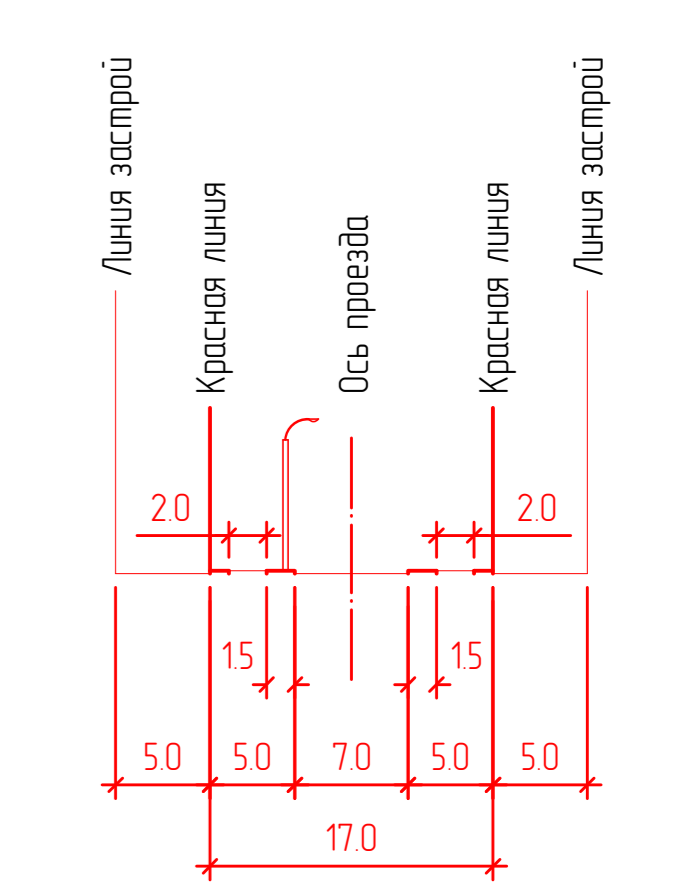 Линия застрой
Красная линия
Ось проезда
Красная линия
Линия застрой
2.0
2.0
1.5
1.5
5.0
5.0
7.0
5.0
5.0
17.0